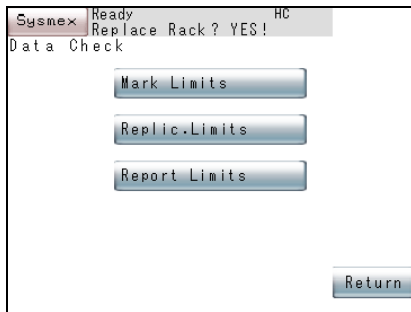 Sysmex Ready HC
Replace Rack? YES!
Data Check
Mark Limits
Replic.Limits
Report Limits
Return